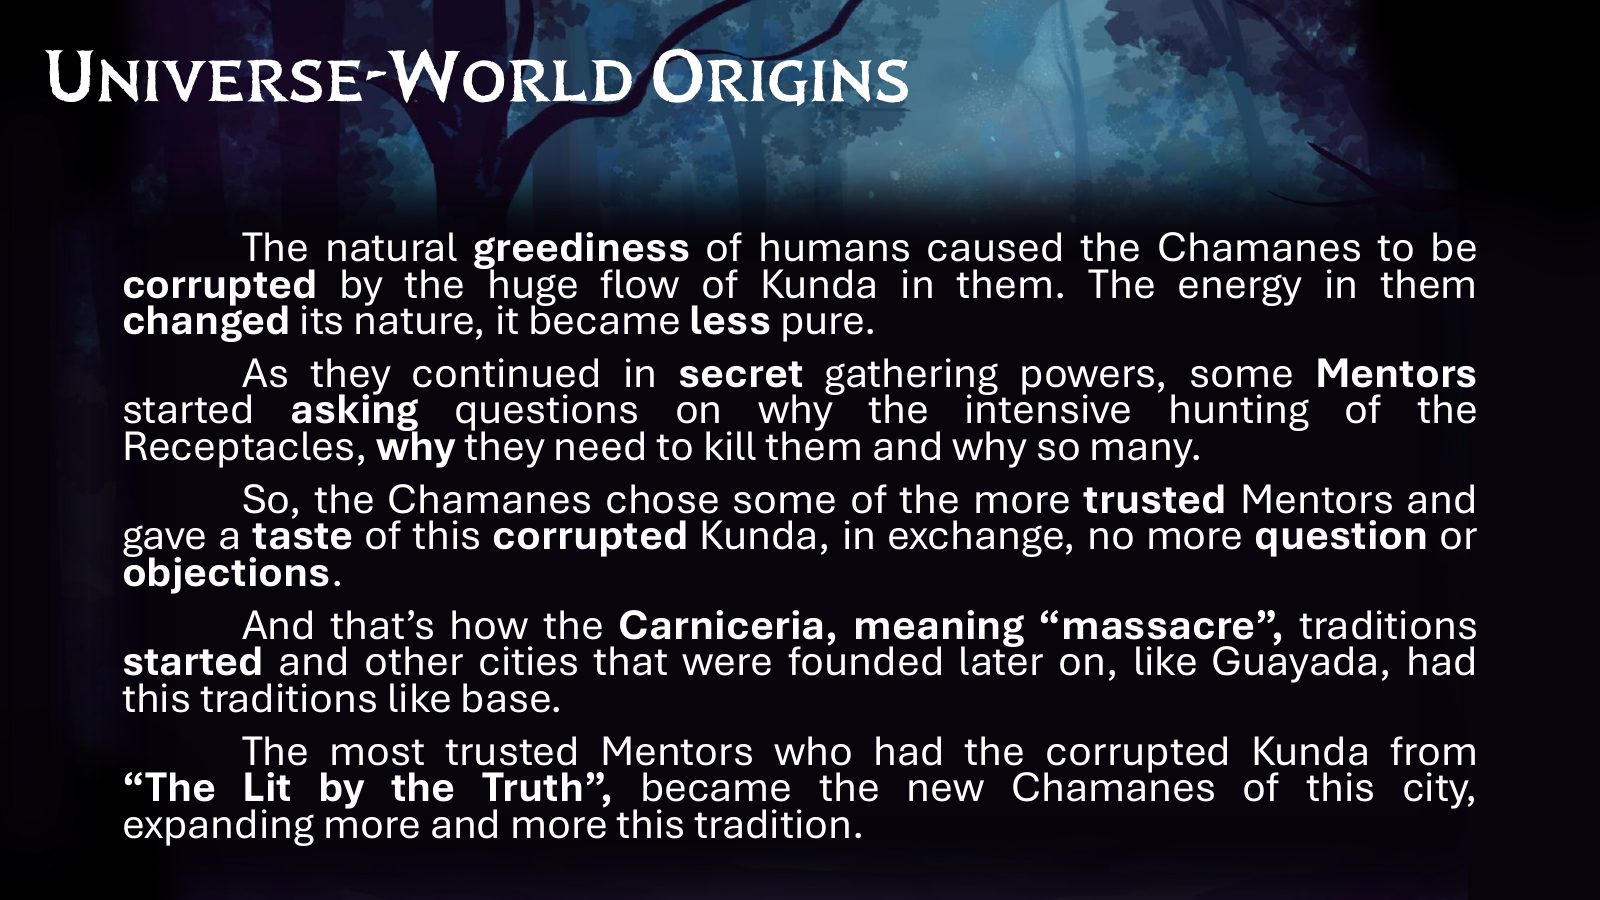 Universe-World Origins
The natural greediness of humans caused the Chamanes to be
corrupted by the huge flow of Kunda in them. The energy in them
changed its nature, it became less pure.
As they continued in secret gathering powers, some Mentors
started asking questions on why the intensive hunting of the
Receptacles, why they need to kill them and why so many.
So, the Chamanes chose some of the more trusted Mentors and
gave a taste of this corrupted Kunda, in exchange, no more question or
objections.
And that’s how the Carniceria, meaning “massacre”, traditions
started and other cities that were founded later on, like Guayada, had
this traditions like base.
The most trusted Mentors who had the corrupted Kunda from
“The Lit by the Truth”, became the new Chamanes of this city,
expanding more and more this tradition.